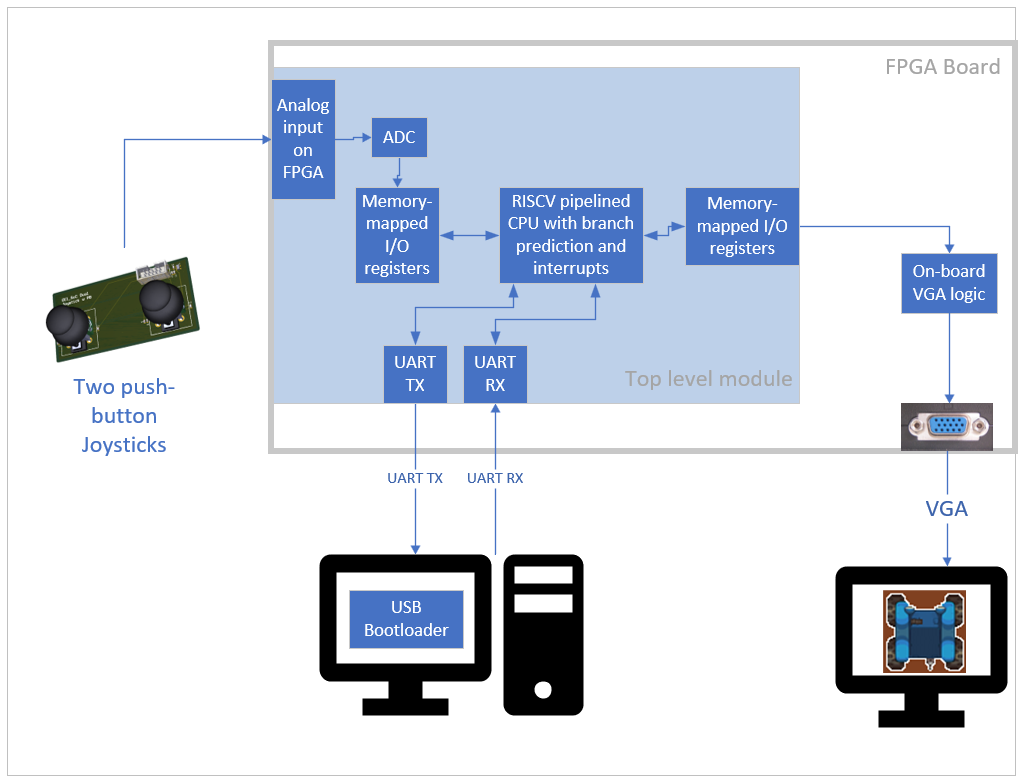 FPGA Board
Analog
input
on
FPGA
ADC
Memory-
mapped
I/O
registers
RISCV pipelined
CPU with branch
prediction and
interrupts
Memory-
mapped I/O
registers
On-board
VGA logic
UART
TX
UART
RX
Top level module
Two push-
button
Joysticks
UART TX
UART RX
VGA
USB
Bootloader